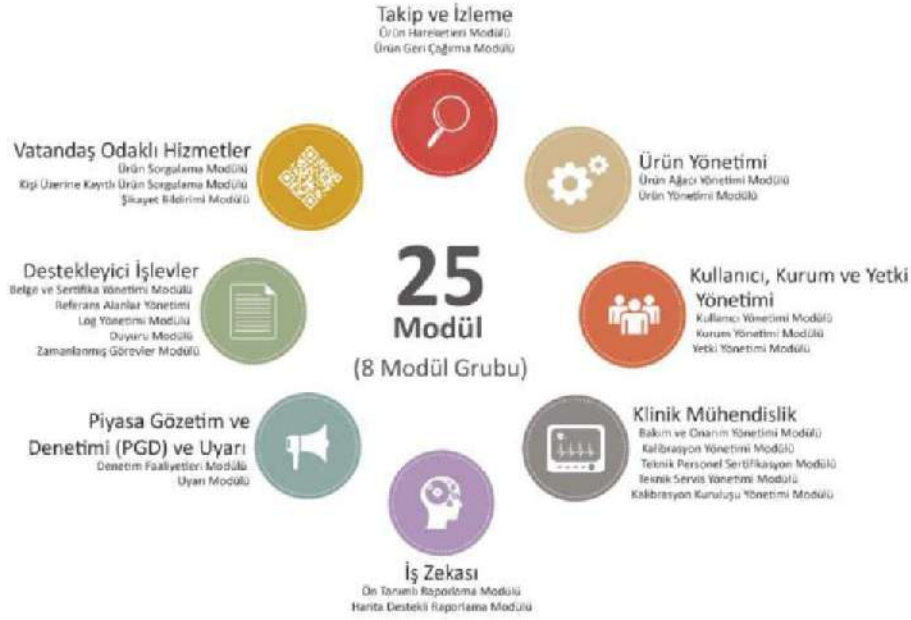 Takip ve İzleme
Ürün Hareketleri Modülü
Ürün Geri Çağırma Modülü
Vatandaş Odaklı Hizmetler
Ürün Sorgulama Modülü
Kişi Üzerine Kayıtlı Ürün Sorgulama Modülü
Şikayet Bildirimi Modülü
Ürün Yönetimi
Ürün Ağacı Yönetimi Modülü
Ürün Yönetimi Modülü
Destekleyici İşlevler
Belge ve Sertifika Yönetimi Modülü
Referans Alanlar Yönetimi
Log Yönetimi Modülü
Duyuru Modülü
Zamanlanmış Görevler Modülü
25
Modül
(8 Modül Grubu)
Kullanıcı, Kurum ve Yetki
Yönetimi
Kullanıcı Yönetimi Modülü
Kurum Yönetimi Modülü
Yetki Yönetimi Modülü
Piyasa Gözetim ve
Denetimi (PGD) ve Uyarı
Denetim Faaliyetleri Modülü
Uyarı Modülü
Klinik Mühendislik
Bakım ve Onarım Yönetimi Modülü
Kalibrasyon Yönetimi Modülü
Teknik Personel Sertifikasyon Modülü
Teknik Servis Yönetimi Modülü
Kalibrasyon Kuruluşu Yönetimi Modülü
İş Zekası
Ön Tanımlı Raporlama Modülü
Harita Destekli Raporlama Modülü